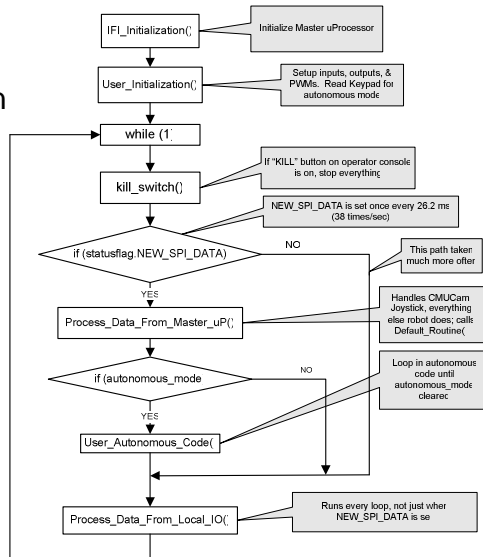 IFI_Initialization()
Initialize Master uProcessor
User_Initialization()
Setup inputs, outputs, &
PWMs. Read Keypad for
autonomous mode
n
while (1)
kill_switch()
If "KILL" button on operator console
is on, stop everything
NEW_SPI_DATA is set once every 26.2 ms
(38 times/sec)
if (statusflag.NEW_SPI_DATA)
NO
This path taken
much more often
YES
Process_Data_From_Master_uP()
Handles CMUCam
Joystick, everything
else robot does; calls
Default_Routine(
if (autonomous_mode
NO
Loop in autonomous
code until
autonomous_mode
cleared
YES
User_Autonomous_Code(
Process_Data_From_Local_IO()
Runs every loop, not just when
NEW_SPI_DATA is se